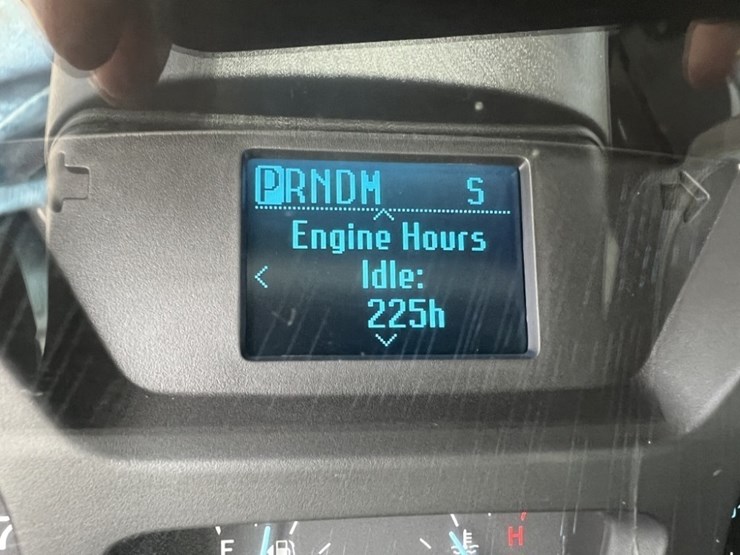 PRNDM S
Engine Hours
Idle:
225h
F H